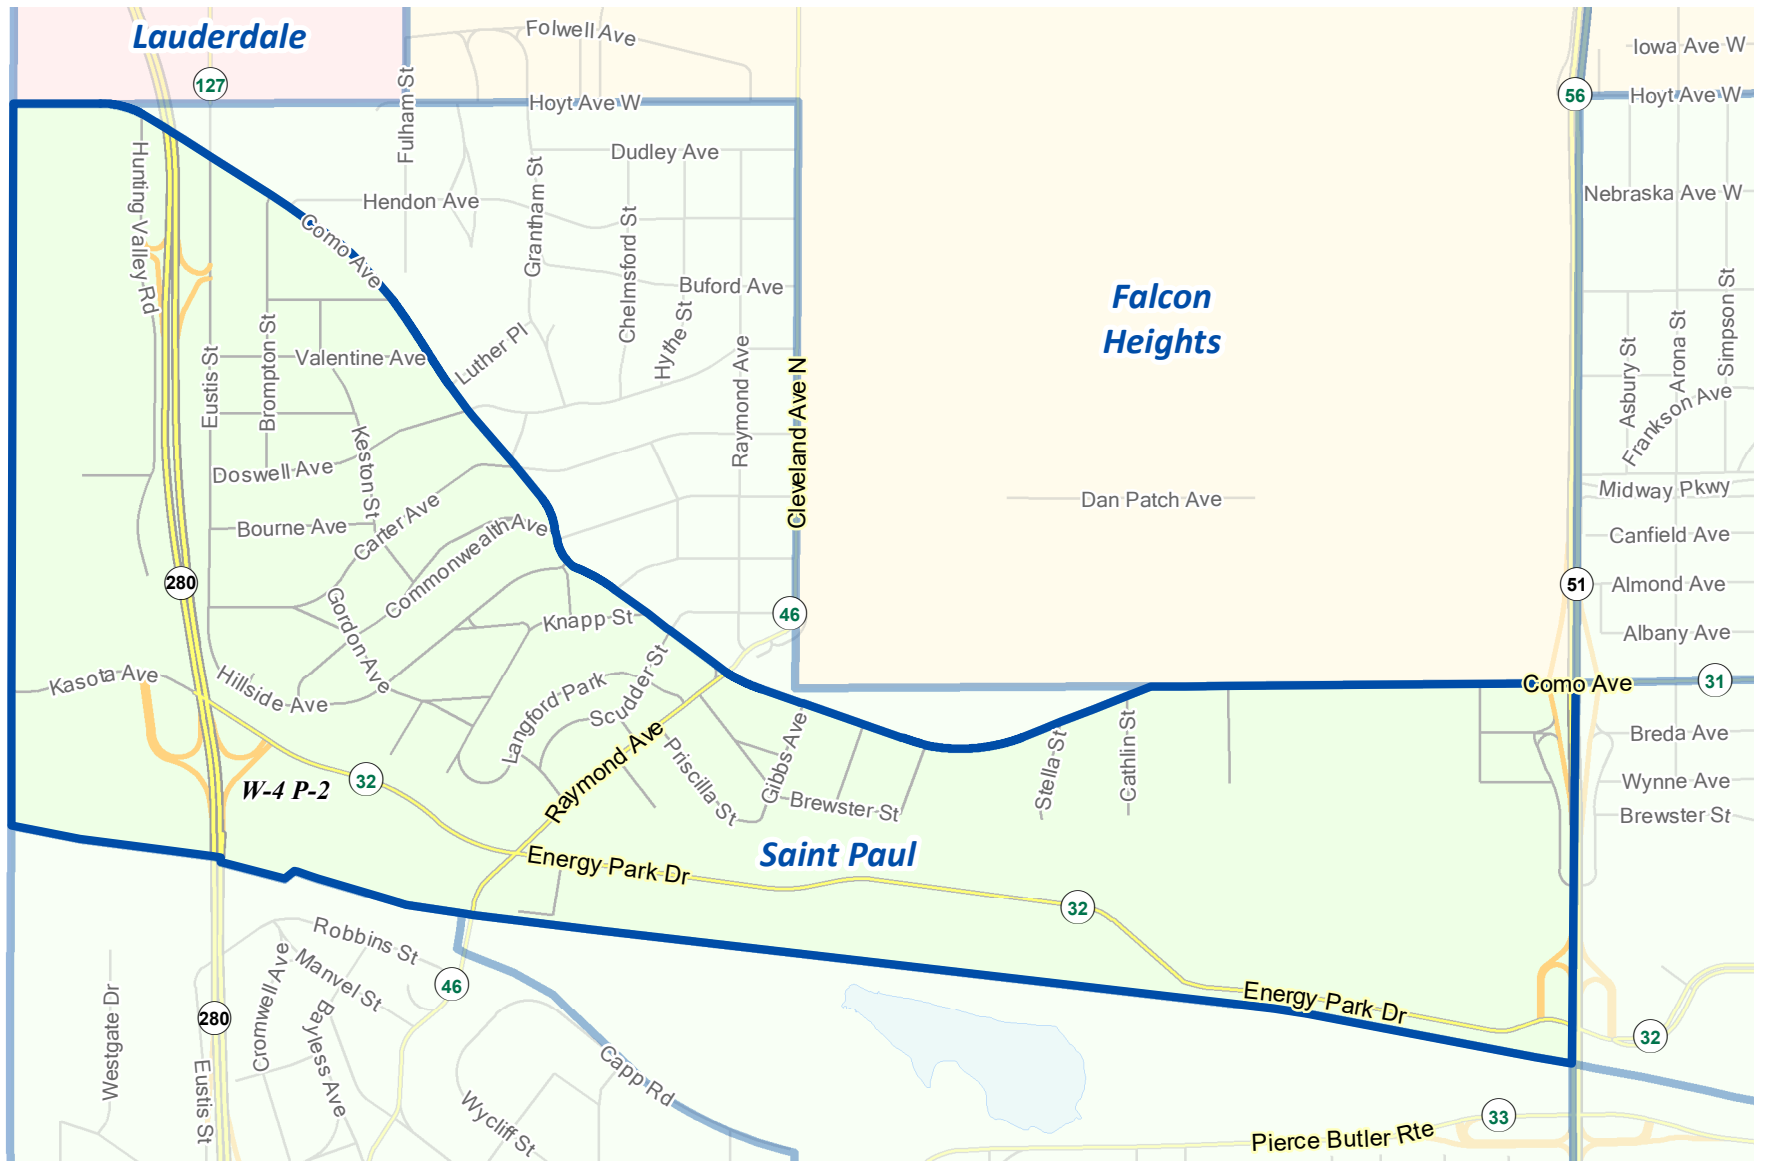 Lauderdale
Folwell Ave
Iowa Ave W
127
56
Hoyt Ave W
Hoyt Ave W
Fulham St
Dudley Ave
Hunting Valley Rd
Grantham St
Hendon Ave
Nebraska Ave W
Como Ave
Chelmsford St
Buford Ave
Falcon
Heights
Simpson St
Hythe St
Arona St
Brompton St
Eustis St
Valentine Ave
Luther Pl
Raymond Ave
Cleveland Ave N
Asbury St
Frankson Ave
Keston St
Doswell Ave
Midway Pkwy
Dan Patch Ave
Carter Ave
Bourne Ave
Commonwealth Ave
Canfield Ave
280
51
Almond Ave
Gordon Ave
46
Knapp St
Albany Ave
Kasota Ave
Hillside Ave
Langford Park
Scudder St
Como Ave
31
Raymond Ave
Priscilla St
Gibbs Ave
Stella St
Cathlin St
Breda Ave
32
W-4 P-2
Wynne Ave
Brewster St
Brewster St
Energy Park Dr
Saint Paul
32
Robbins St
Manvel St
Cromwell Ave
46
Energy Park Dr
Westgate Dr
280
Bayless Ave
32
Eustis St
Capp Rd
Wycliff St
33
Pierce Butler Rte